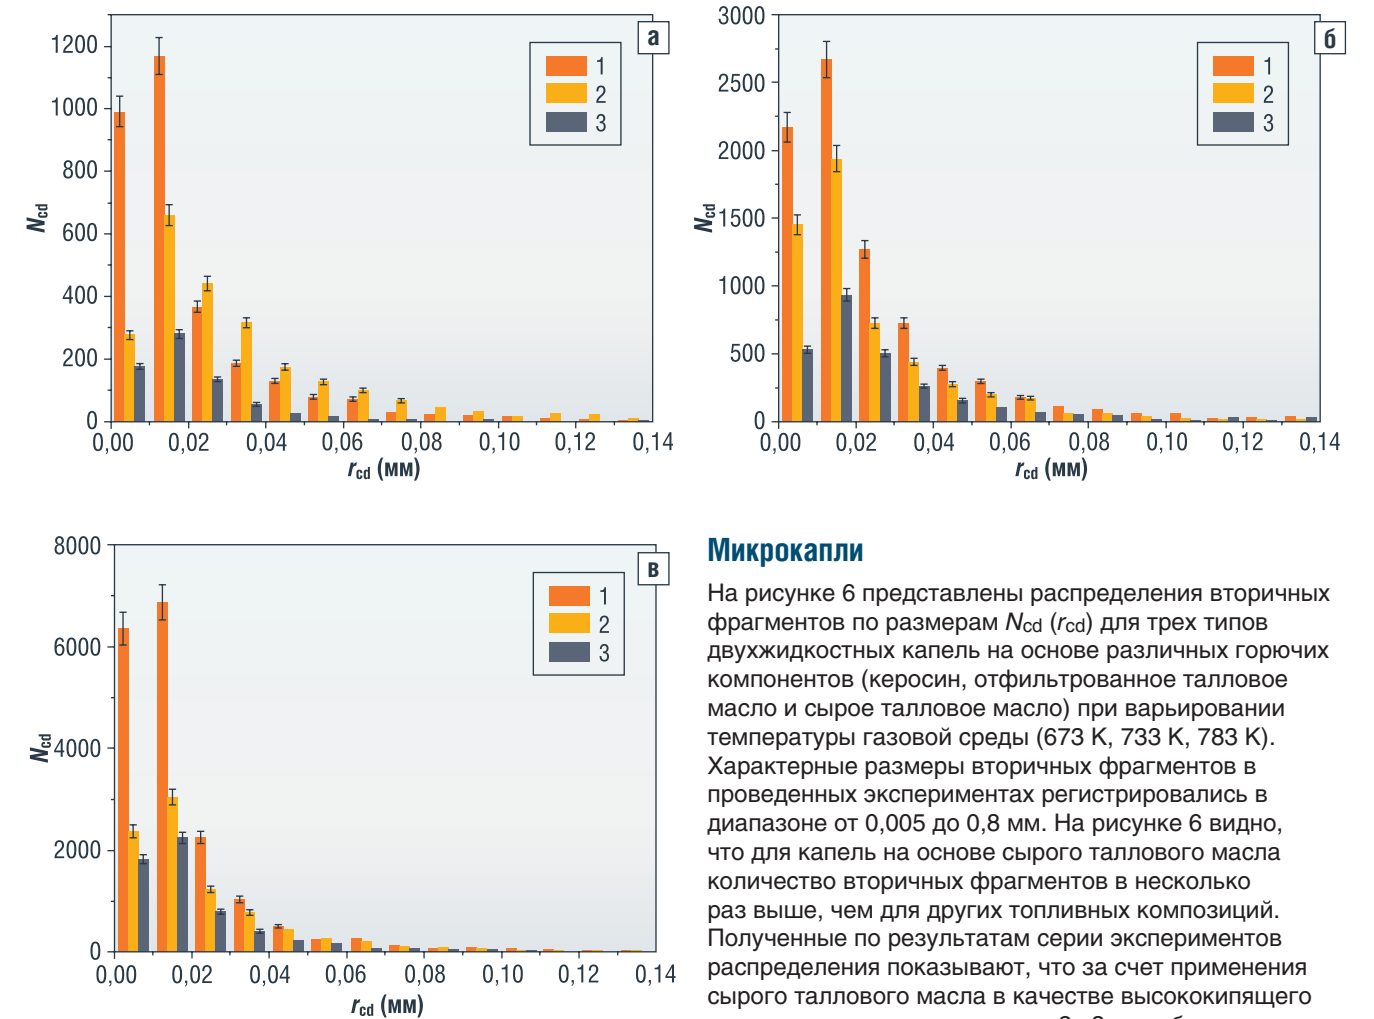 а
1200
1000
800
600
400
200
0
Ncd
1
2
3
0,00 0,02 0,04 0,06 0,08 0,10 0,12 0,14
rcd (мм)
б
3000
2500
2000
1500
1000
500
0
Ncd
1
2
3
0,00 0,02 0,04 0,06 0,08 0,10 0,12 0,14
rcd (мм)
в
8000
6000
4000
2000
0
Ncd
1
2
3
0,00 0,02 0,04 0,06 0,08 0,10 0,12 0,14
rcd (мм)
Микрокапли
На рисунке 6 представлены распределения вторичных
фрагментов по размерам Ncd (rcd) для трех типов
двухжидкостных капель на основе различных горючих
компонентов (керосин, отфильтрованное талловое
масло и сырое талловое масло) при варьировании
температуры газовой среды (673 К, 733 К, 783 К).
Характерные размеры вторичных фрагментов в
проведенных экспериментах регистрировались в
диапазоне от 0,005 до 0,8 мм. На рисунке 6 видно,
что для капель на основе сырого таллового масла
количество вторичных фрагментов в несколько
раз выше, чем для других топливных композиций.
Полученные по результатам серии экспериментов
распределения показывают, что за счет применения
сырого таллового масла в качестве высококипящего